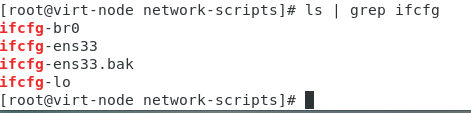 [root@virt-node network-scripts]# ls | grep ifcfg
ifcfg-br0
ifcfg-ens33
ifcfg-ens33.bak
ifcfg-lo
[root@virt-node network-scripts]#